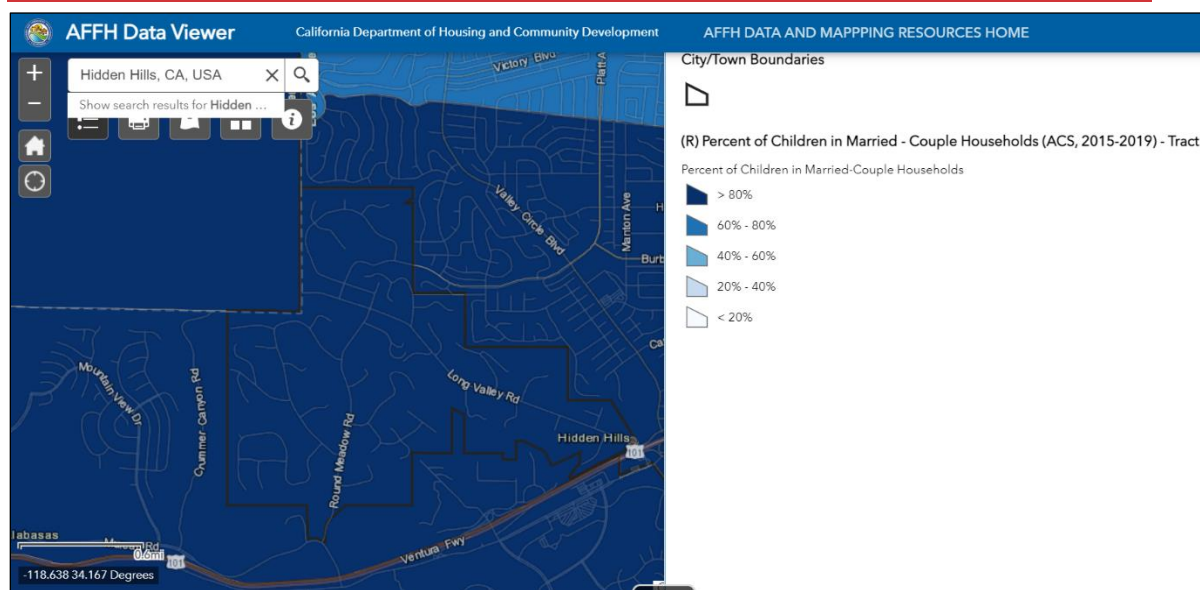 AFFH Data Viewer
California Department of Housing and Community Development
AFFH DATA AND MAPPPING RESOURCES HOME
Hidden Hills, CA, USA
Show search results for Hidden ...
City/Town Boundaries
(R) Percent of Children in Married - Couple Households (ACS, 2015-2019) - Tract
Percent of Children in Married-Couple Households
> 80%
60% - 80%
40% - 60%
20% - 40%
< 20%
Victory Blvd
Valley Circle Blvd
Manton Ave
Long Valley Rd
Mountain View Dr
Crummer Canyon Rd
Round Meadow Rd
Hidden Hills
101
Ventura Fwy
101
0.6mi
-118.638 34.167 Degrees